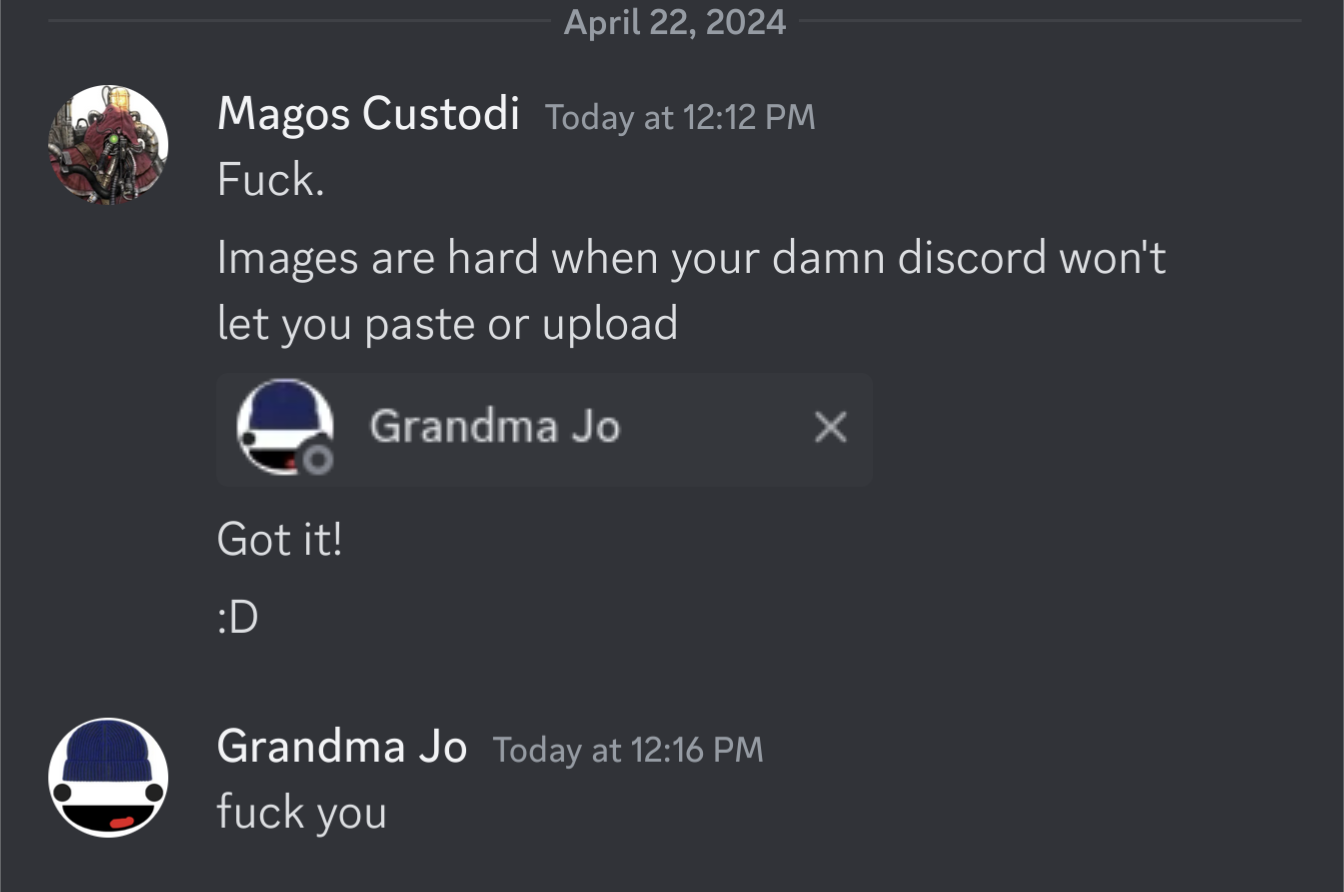 April 22, 2024
Magos Custodi Today at 12:12 PM
Fuck.
Images are hard when your damn discord won't
let you paste or upload
Grandma Jo
Got it!
:D
Grandma Jo Today at 12:16 PM
fuck you